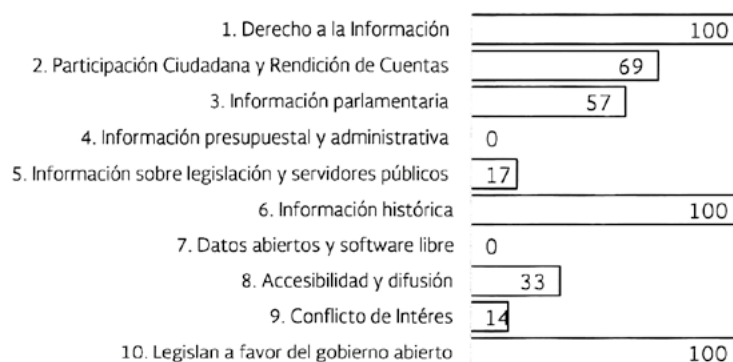 1. Derecho a la Información 100
2. Participación Ciudadana y Rendición de Cuentas 69
3. Información parlamentaria 57
4. Información presupuestal y administrativa 0
5. Información sobre legislación y servidores públicos 17
6. Información histórica 100
7. Datos abiertos y software libre 0
8. Accesibilidad y difusión 33
9. Conflicto de Intéres 14
10. Legislan a favor del gobierno abierto 100